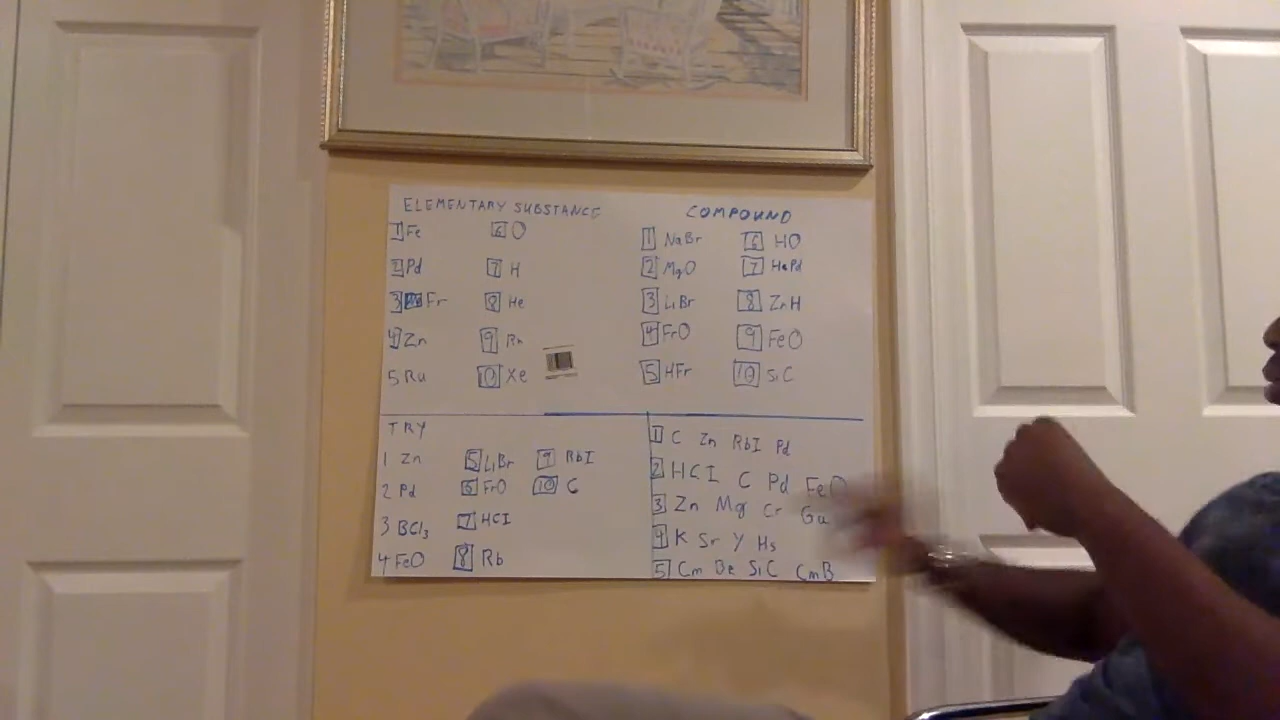 ELEMENTARY SUBSTANCE
1 Fe 6 O
2 Pd 7 H
3 Fr 8 He
4 Zn 9 Rn
5 Ru 10 Xe
COMPOUND
1 NaBr 6 HO
2 MgO 7 HePd
3 LiBr 8 ZnH
4 FrO 9 FeO
5 HFr 10 SiC
TRY
1 Zn 5 LiBr 9 RbI
2 Pd 6 FrO 10 C
3 BCl3 7 HCI
4 FeO 8 Rb
1 C Zn RbI Pd
2 HCI C Pd FeO
3 Zn Mg Cr Ga
4 K Sr Y Hs
5 Cm Be SiC CmB